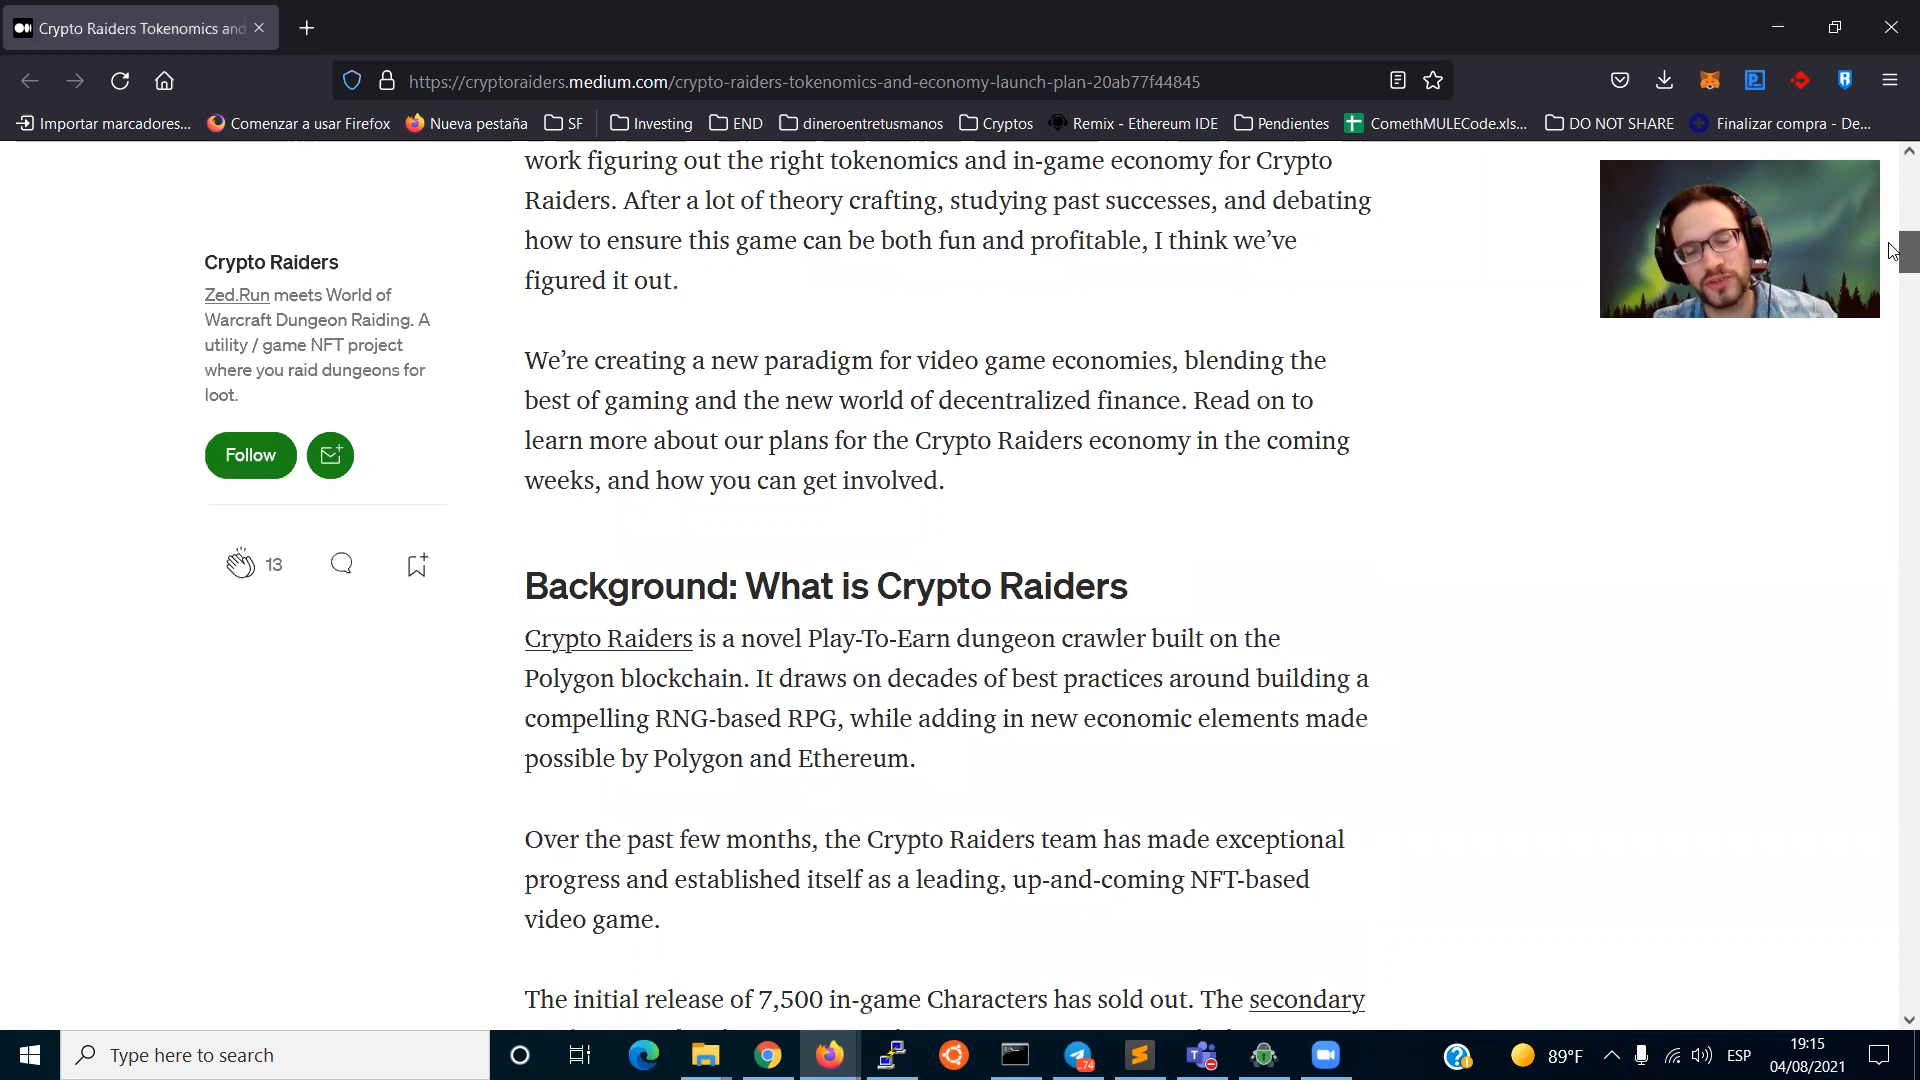 Crypto Raiders Tokenomics and
https://cryptoraiders.medium.com/crypto-raiders-tokenomics-and-economy-launch-plan-20ab77f44845
Importar marcadores...
Comenzar a usar Firefox
Nueva pestaña
SF
Investing
END
dineroentretusmanos
Cryptos
Remix - Ethereum IDE
Pendientes
ComethMULECode.xls...
DO NOT SHARE
Finalizar compra - De...
work figuring out the right tokenomics and in-game economy for Crypto
Raiders. After a lot of theory crafting, studying past successes, and debating
how to ensure this game can be both fun and profitable, I think we’ve
figured it out.
Crypto Raiders
Zed.Run meets World of
Warcraft Dungeon Raiding. A
utility / game NFT project
where you raid dungeons for
loot.
Follow
13
We’re creating a new paradigm for video game economies, blending the
best of gaming and the new world of decentralized finance. Read on to
learn more about our plans for the Crypto Raiders economy in the coming
weeks, and how you can get involved.
Background: What is Crypto Raiders
Crypto Raiders is a novel Play-To-Earn dungeon crawler built on the
Polygon blockchain. It draws on decades of best practices around building a
compelling RNG-based RPG, while adding in new economic elements made
possible by Polygon and Ethereum.
Over the past few months, the Crypto Raiders team has made exceptional
progress and established itself as a leading, up-and-coming NFT-based
video game.
The initial release of 7,500 in-game Characters has sold out. The secondary
Type here to search
74
89°F
ESP
19:15
04/08/2021